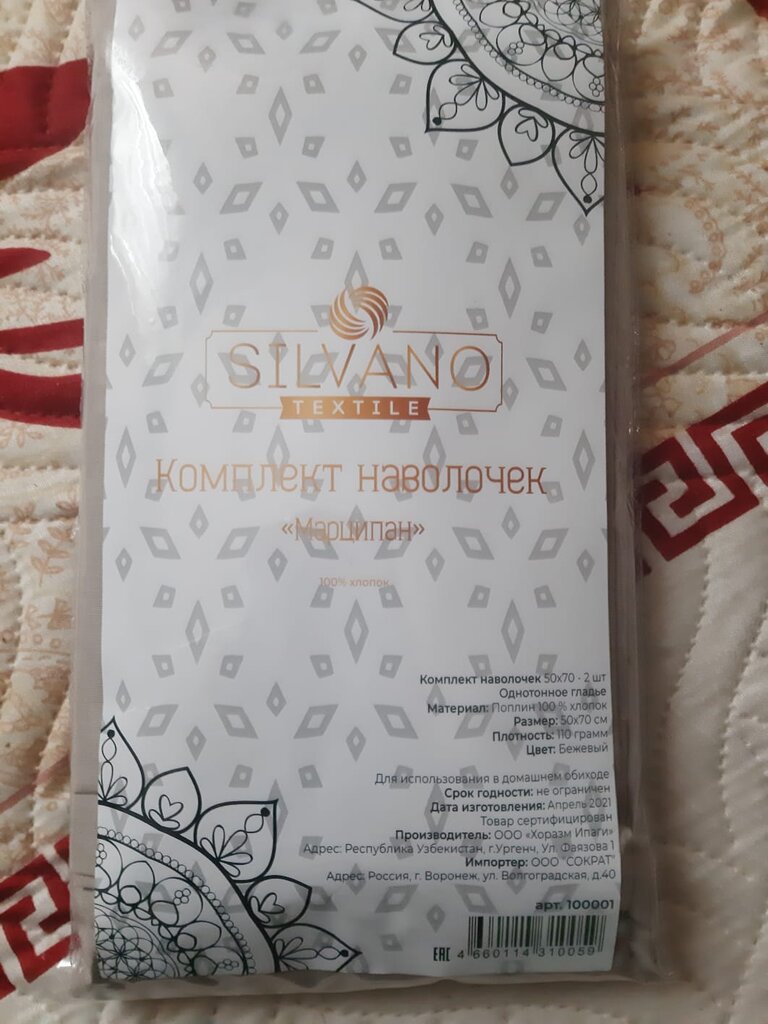 SILVANO
TEXTILE
Комплект наволочек
«Марципан»
100% хлопок
Комплект наволочек 50х70 - 2 шт
Однотонное гладье
Материал: Поплин 100 % хлопок
Размер: 50х70 см
Плотность: 110 грамм
Цвет: Бежевый
Для использования в домашнем обиходе
Срок годности: не ограничен
Дата изготовления: Апрель 2021
Товар сертифицирован
Производитель: ООО «Хоразм Ипаги»
Адрес: Республика Узбекистан, г.Ургенч, Ул. Фаязова 1
Импортер: ООО "СОКРАТ"
Адрес: Россия, г. Воронеж, ул. Волгоградская, д.40
арт. 100001
EAC 4 660114 310059